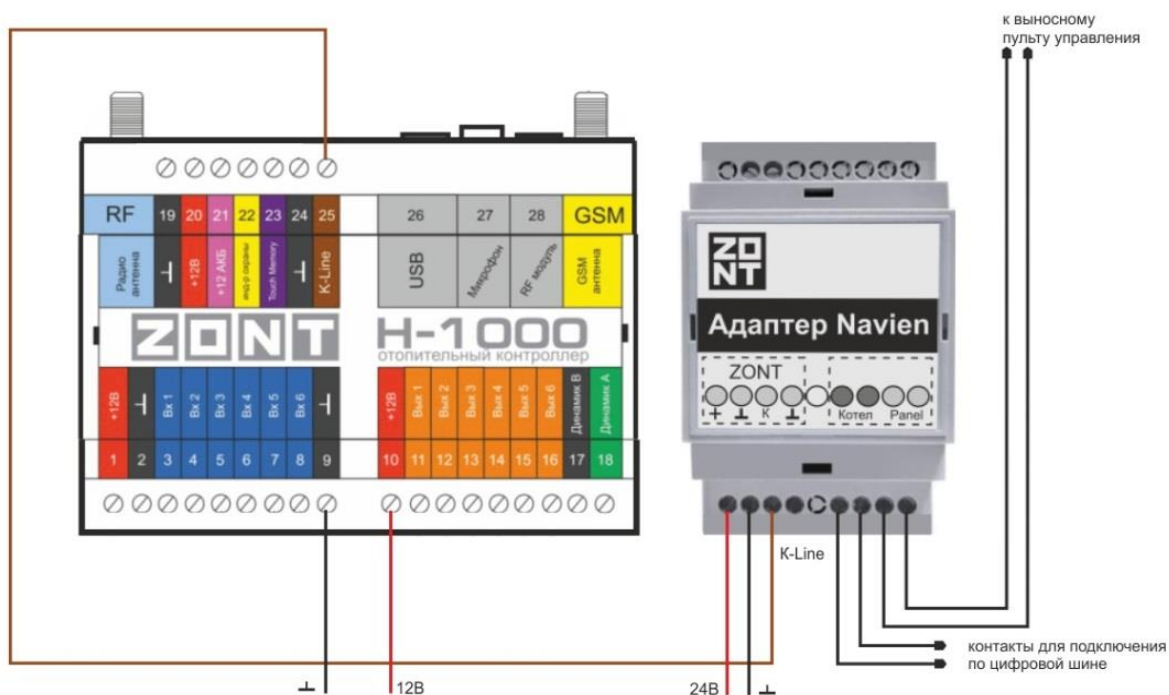 к выносному
пульту управления
RF 19 20 21 22 23 24 25 26 27 28 GSM
Радио антенна
⊥
+12В
+12 АКБ
инд-р охраны
Touch Memory
⊥
K-Line
USB
Микрофон
RF модуль
GSM антенна
ZONT H-1000
отопительный контроллер
+12В
⊥
Вх 1
Вх 2
Вх 3
Вх 4
Вх 5
Вх 6
⊥
+12В
Вых 1
Вых 2
Вых 3
Вых 4
Вых 5
Вых 6
Динамик В
Динамик А
1 2 3 4 5 6 7 8 9 10 11 12 13 14 15 16 17 18
ZONT
Адаптер Navien
ZONT
+ ⊥ К ⊥ Котел Panel
K-Line
контакты для подключения
по цифровой шине
⊥ 12В
24В ⊥